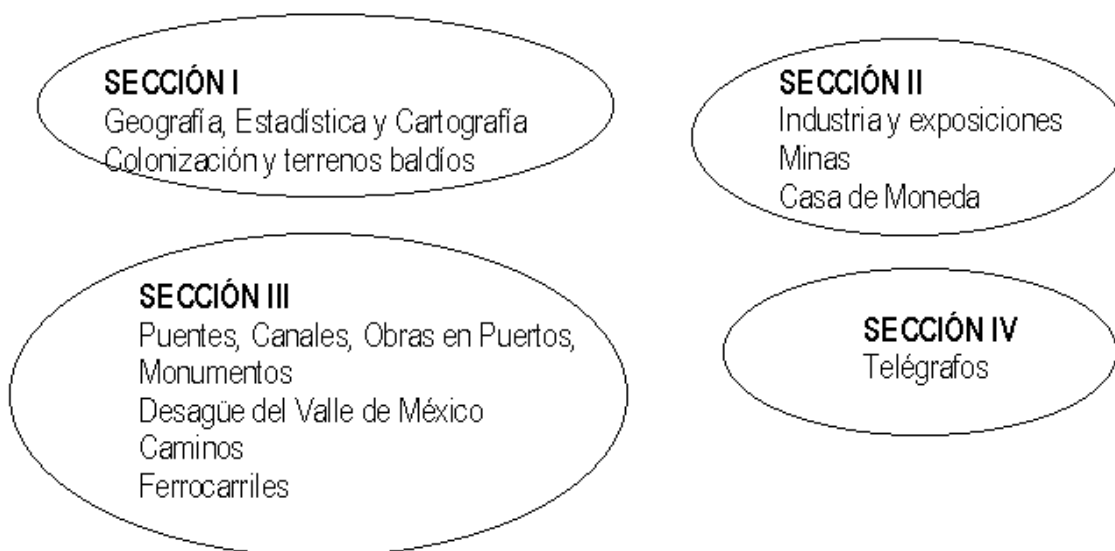 SECCIÓN I
Geografía, Estadística y Cartografía
Colonización y terrenos baldíos
SECCIÓN II
Industria y exposiciones
Minas
Casa de Moneda
SECCIÓN III
Puentes, Canales, Obras en Puertos,
Monumentos
Desagüe del Valle de México
Caminos
Ferrocarriles
SECCIÓN IV
Telégrafos